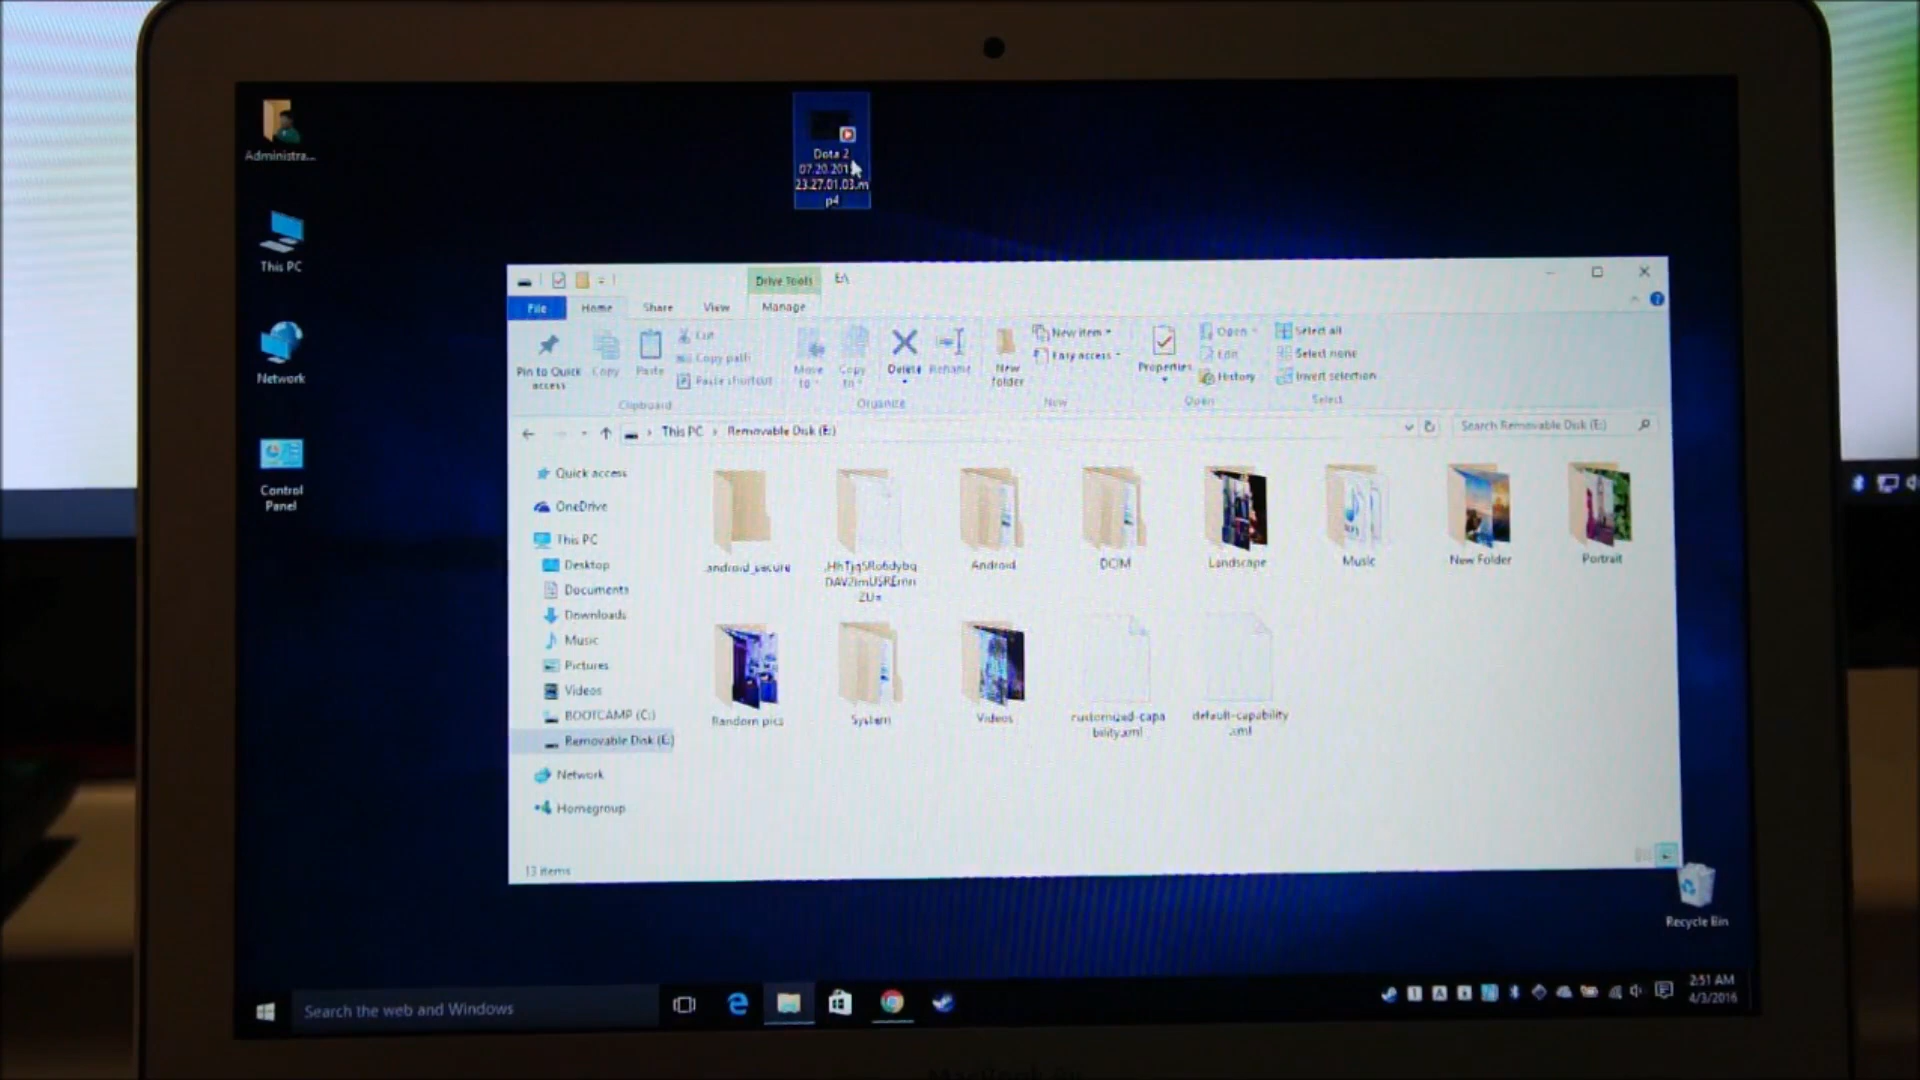 Administra...
This PC
Network
Control
Panel
Dota 2
23.27.01.03.m
p4
Drive Tools
E:\
File
Home
Share
View
Manage
Pin to Quick
access
Copy
Paste
Cut
Copy path
Paste shortcut
Clipboard
Move
to
Copy
to
Delete
Rename
Organize
New
folder
New item
Easy access
New
Properties
Open
Edit
History
Open
Select all
Select none
Invert selection
Select
This PC
Removable Disk (E:)
Search Removable Disk (E:)
Quick access
OneDrive
This PC
Desktop
Documents
Downloads
Music
Pictures
Videos
BOOTCAMP (C:)
Removable Disk (E:)
Network
Homegroup
.android_secure
Android
DCIM
Landscape
Music
New Folder
Portrait
Random pics
System
Videos
customized-capa
bility.xml
default-capability
.xml
13 items
Recycle Bin
Search the web and Windows
2:51 AM
4/3/2016